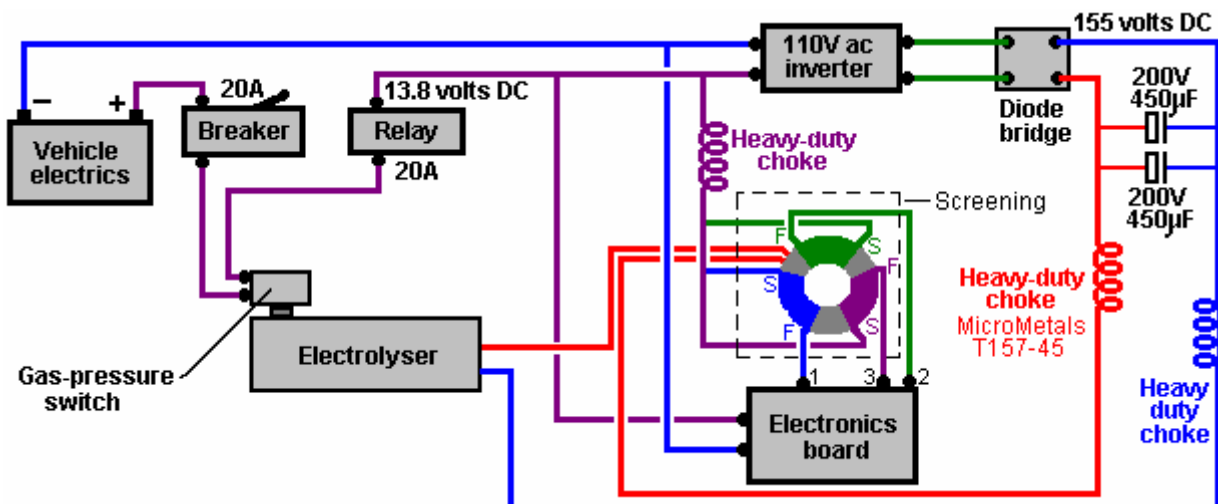 155 volts DC
110V ac
inverter
200V
450µF
−
+
20A
13.8 volts DC
Breaker
Relay
Diode
bridge
Vehicle
electrics
20A
Heavy-duty
choke
200V
450µF
Screening
F
S
F
S
F
S
Heavy-duty
choke
MicroMetals
T157-45
Electrolyser
Gas-pressure
switch
1
3
2
Heavy
duty
choke
Electronics
board